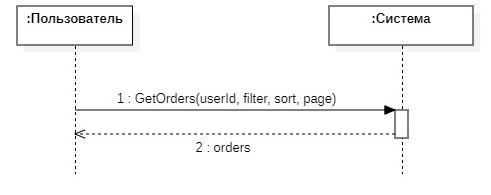 :Пользователь
:Система
1 : GetOrders(userId, filter, sort, page)
2 : orders